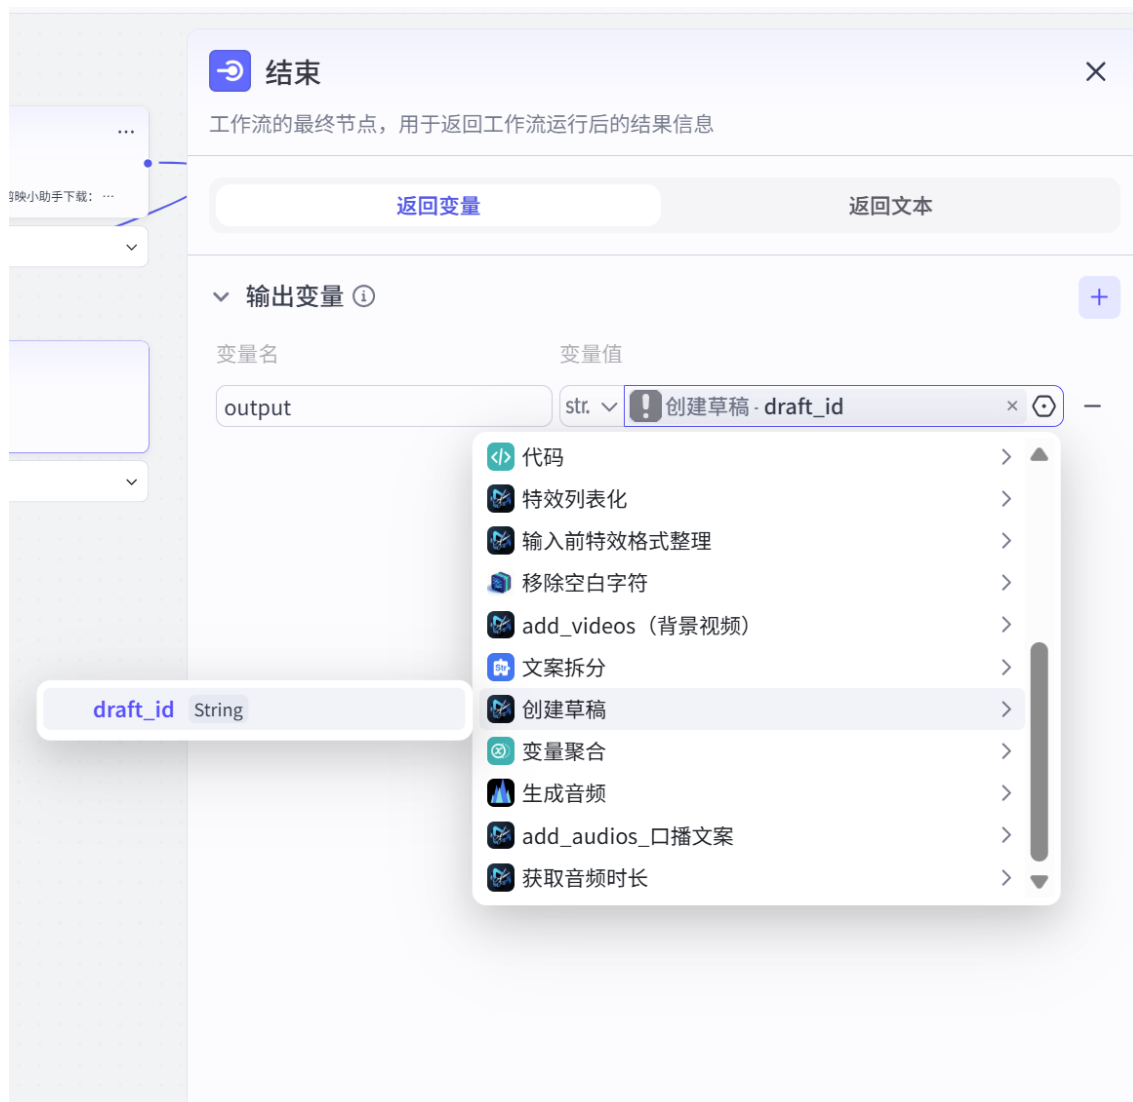 结束
工作流的最终节点，用于返回工作流运行后的结果信息
...
映小助手下载： ...
返回变量 返回文本
输出变量
变量名 变量值
output str. 创建草稿 - draft_id
代码
特效列表化
输入前特效格式整理
移除空白字符
add_videos（背景视频）
文案拆分
draft_id String 创建草稿
变量聚合
生成音频
add_audios_口播文案
获取音频时长